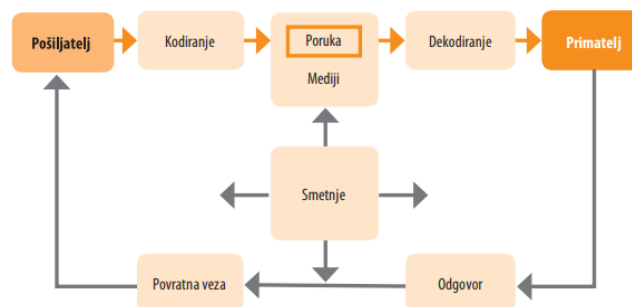 Pošiljatelj
Kodiranje
Poruka
Mediji
Dekodiranje
Primatelj
Smetnje
Povratna veza
Odgovor